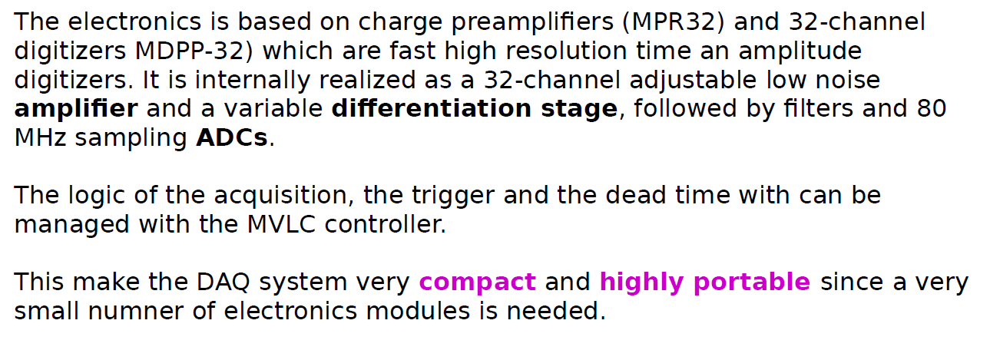 The electronics is based on charge preamplifiers (MPR32) and 32-channel
digitizers MDPP-32) which are fast high resolution time an amplitude
digitizers. It is internally realized as a 32-channel adjustable low noise
amplifier and a variable differentiation stage, followed by filters and 80
MHz sampling ADCs.
The logic of the acquisition, the trigger and the dead time with can be
managed with the MVLC controller.
This make the DAQ system very compact and highly portable since a very
small numner of electronics modules is needed.